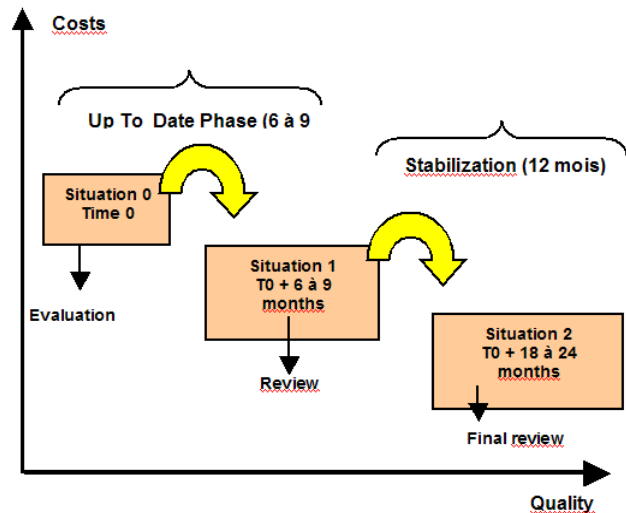 Costs
Up To Date Phase (6 à 9
Stabilization (12 mois)
Situation 0
Time 0
Evaluation
Situation 1
T0 + 6 à 9
months
Review
Situation 2
T0 + 18 à 24
months
Final review
Quality